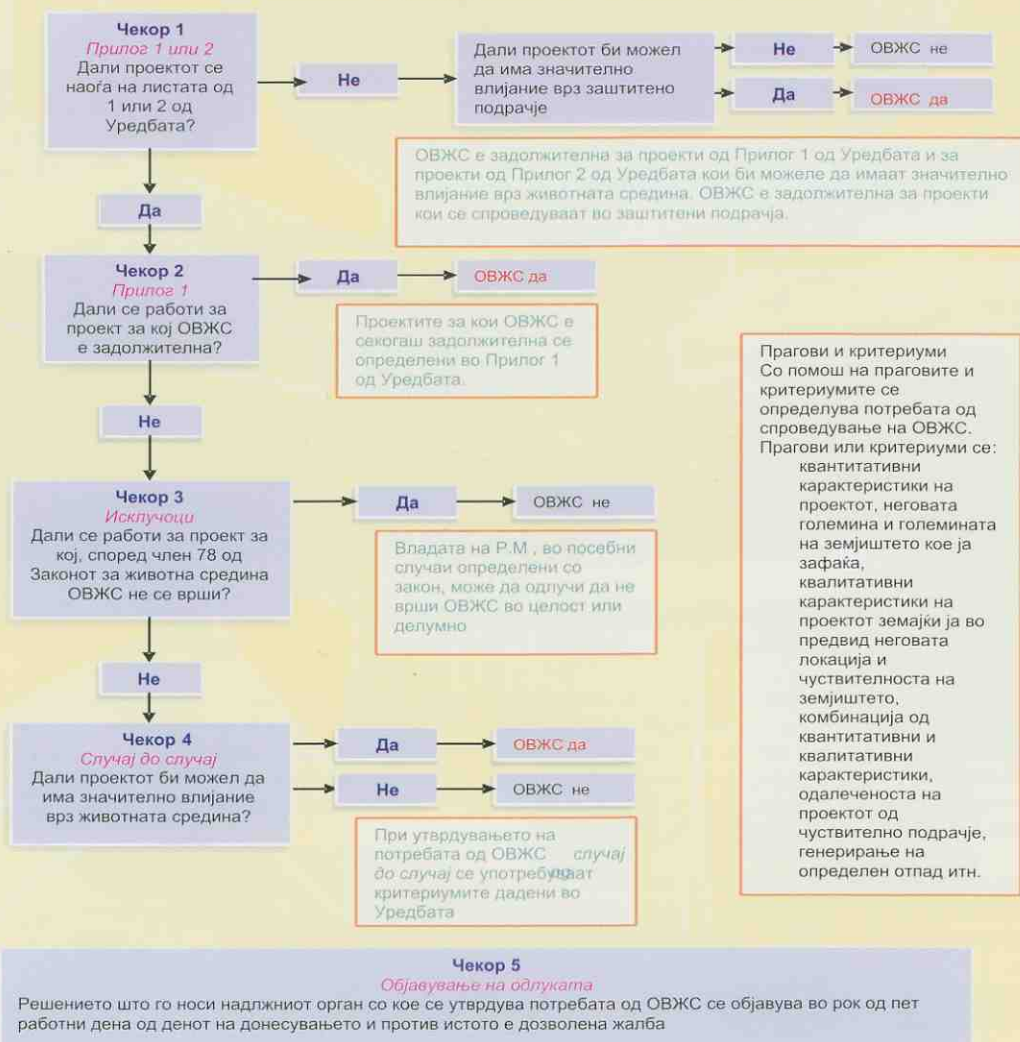 Чекор 1
Прилог 1 или 2
Дали проектот се
наоѓа на листата од
1 или 2 од
Уредбата?
Не
Дали проектот би можел
да има значително
влијание врз заштитено
подрачје
Не
ОВЖС не
Да
ОВЖС да
ОВЖС е задолжителна за проекти од Прилог 1 од Уредбата и за
проекти од Прилог 2 од Уредбата кои би можеле да имаат значително
влијание врз животната средина. ОВЖС е задолжителна за проекти
кои се спроведуваат во заштитени подрачја.
Да
Чекор 2
Прилог 1
Дали се работи за
проект за кој ОВЖС
е задолжителна?
Да
ОВЖС да
Проектите за кои ОВЖС е
секогаш задолжителна се
определени во Прилог 1
од Уредбата.
Не
Чекор 3
Исклучоци
Дали се работи за проект за
кој, според член 78 од
Законот за животна средина
ОВЖС не се врши?
Да
ОВЖС не
Владата на Р.М , во посебни
случаи определени со
закон, може да одлучи да не
врши ОВЖС во целост или
делумно
Не
Чекор 4
Случај до случај
Дали проектот би можел да
има значително влијание
врз животната средина?
Да
ОВЖС да
Не
ОВЖС не
При утврдувањето на
потребата од ОВЖС случај
до случај се употребуваат
критериумите дадени во
Уредбата
Прагови и критериуми
Со помош на праговите и
критериумите се
определува потребата од
спроведување на ОВЖС.
Прагови или критериуми се:
квантитативни
карактеристики на
проектот, неговата
големина и големината
на земјиштето кое ја
зафаќа,
квалитативни
карактеристики на
проектот земајќи ја во
предвид неговата
локација и
чуствителноста на
земјиштето,
комбинација од
квантитативни и
квалитативни
карактеристики,
одалеченоста на
проектот од
чуствително подрачје,
генерирање на
определен отпад итн.
Чекор 5
Објавување на одлуката
Решението што го носи надлжниот орган со кое се утврдува потребата од ОВЖС се објавува во рок од пет
работни дена од денот на донесувањето и против истото е дозволена жалба